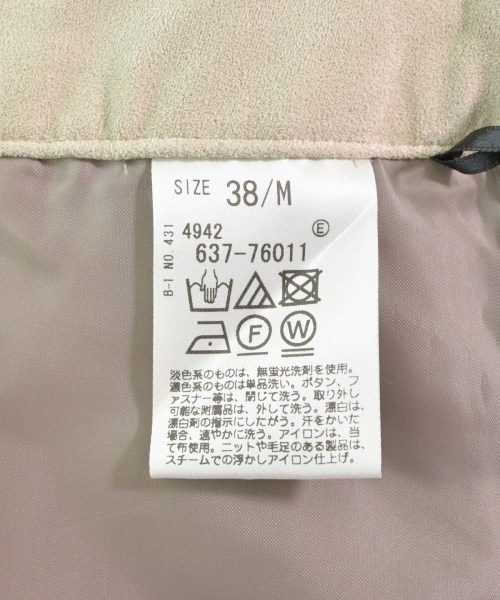 SIZE 38/M
B-1 NO.431
4942 E
637-76011
F W
淡色系のものは、無蛍光洗剤を使用。
濃色系のものは単品洗い。ボタン、フ
ァスナー等は、閉じて洗う。取り外し
可能な附属品は、外して洗う。漂白は、
漂白剤の指示にしたがう。汗をかいた
場合、速やかに洗う。アイロンは、当
て布使用。ニットや毛足のある製品は、
スチームでの浮かしアイロン仕上げ。